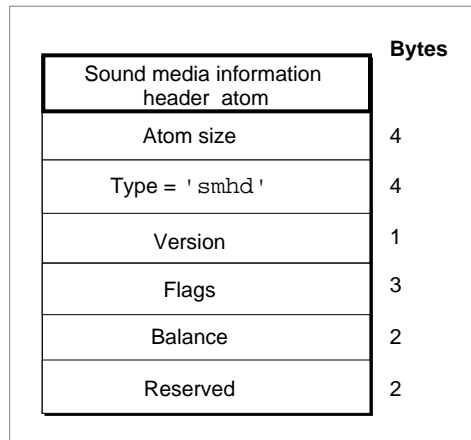 Bytes
Sound media information
header atom
Atom size 4
Type = 'smhd' 4
Version 1
Flags 3
Balance 2
Reserved 2